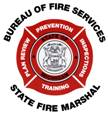 BUREAU OF FIRE SERVICES
PREVENTION
PLAN REVIEW
INSPECTIONS
TRAINING
STATE FIRE MARSHAL